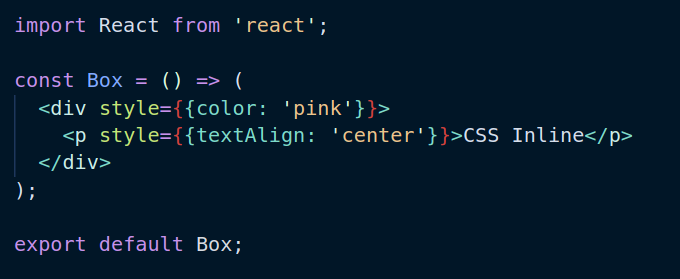 import React from 'react';
const Box = () => (
<div style={{color: 'pink'}}>
<p style={{textAlign: 'center'}}>CSS Inline</p>
</div>
);
export default Box;